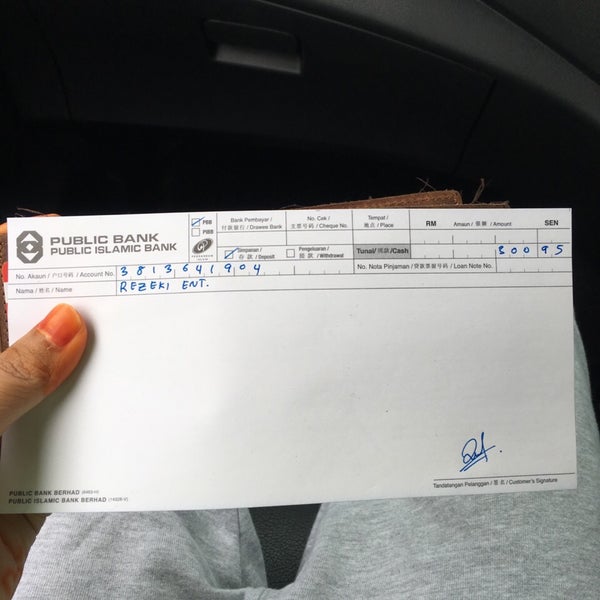 PUBLIC BANK
PUBLIC ISLAMIC BANK
PBB
PIBB
Bank Pembayar /
付款银行 / Drawee Bank
No. Cek /
支票号码 / Cheque No.
Tempat /
地点 / Place
RM Amaun / 银额 / Amount SEN
Simpanan /
存款 / Deposit
Pengeluaran /
提款 / Withdrawal
Tunai/现款/Cash 30095
No. Akaun / 户口号码 / Account No. 3813641904
No. Nota Pinjaman / 贷款票据号码 / Loan Note No.
Nama / 姓名 / Name REZEKI ENT.
Tandatangan Pelanggan / 签名 / Customer's Signature
PUBLIC BANK BERHAD (6463-H)
PUBLIC ISLAMIC BANK BERHAD (14328-V)